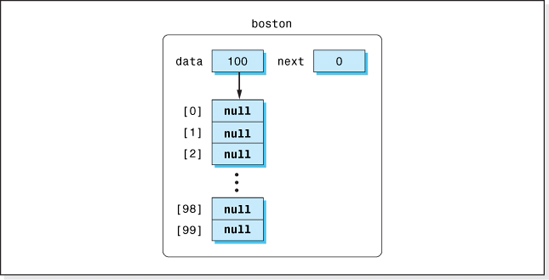 boston
data 100 next 0
[0] null
[1] null
[2] null
[98] null
[99] null